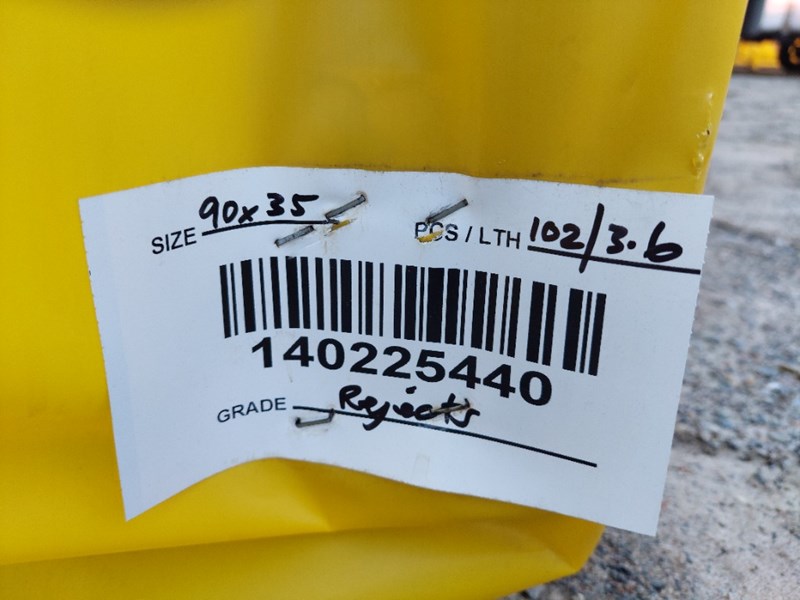 SIZE 90x35 PCS / LTH 102/3.6
140225440
GRADE Rejects